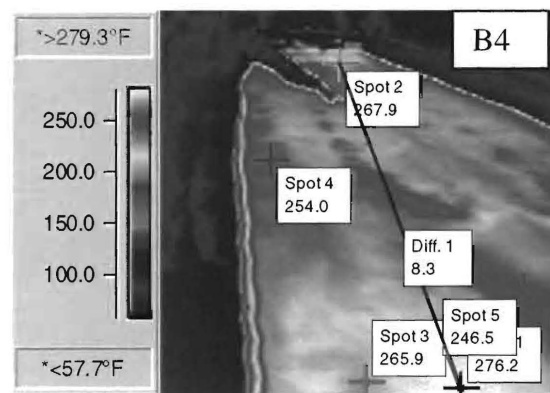 *>279.3°F
250.0
200.0
150.0
100.0
*<57.7°F
B4
Spot 2
267.9
Spot 4
254.0
Diff. 1
8.3
Spot 3
265.9
Spot 5
246.5
1
276.2